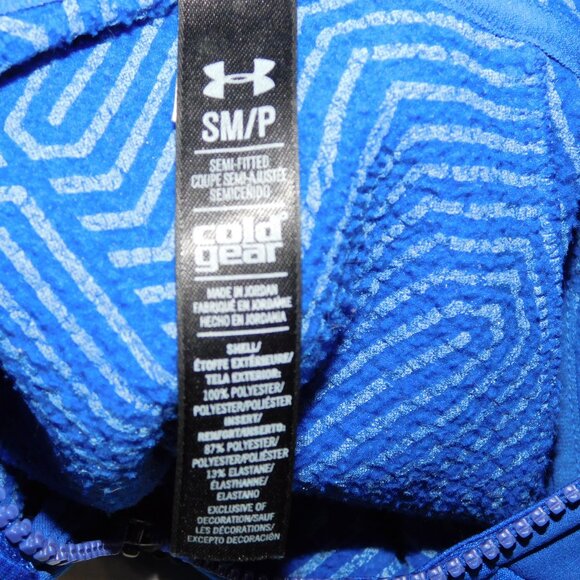 SM/P
SEMI-FITTED
COUPE SEMI-AJUSTÉE
SEMICEÑIDO
cold
gear
MADE IN JORDAN
FABRIQUÉ EN JORDANIE
HECHO EN JORDANIA
SHELL/
ÉTOFFE EXTÉRIEURE/
TELA EXTERIOR:
100% POLYESTER/
POLYESTER/POLIÉSTER
INSERT/
RENFORT/INSERTO:
87% POLYESTER/
POLYESTER/POLIÉSTER
13% ELASTANE/
ÉLASTHANNE/
ELASTANO
EXCLUSIVE OF
DECORATION/SAUF
LES DÉCORATIONS/
EXCEPTO DECORACIÓN